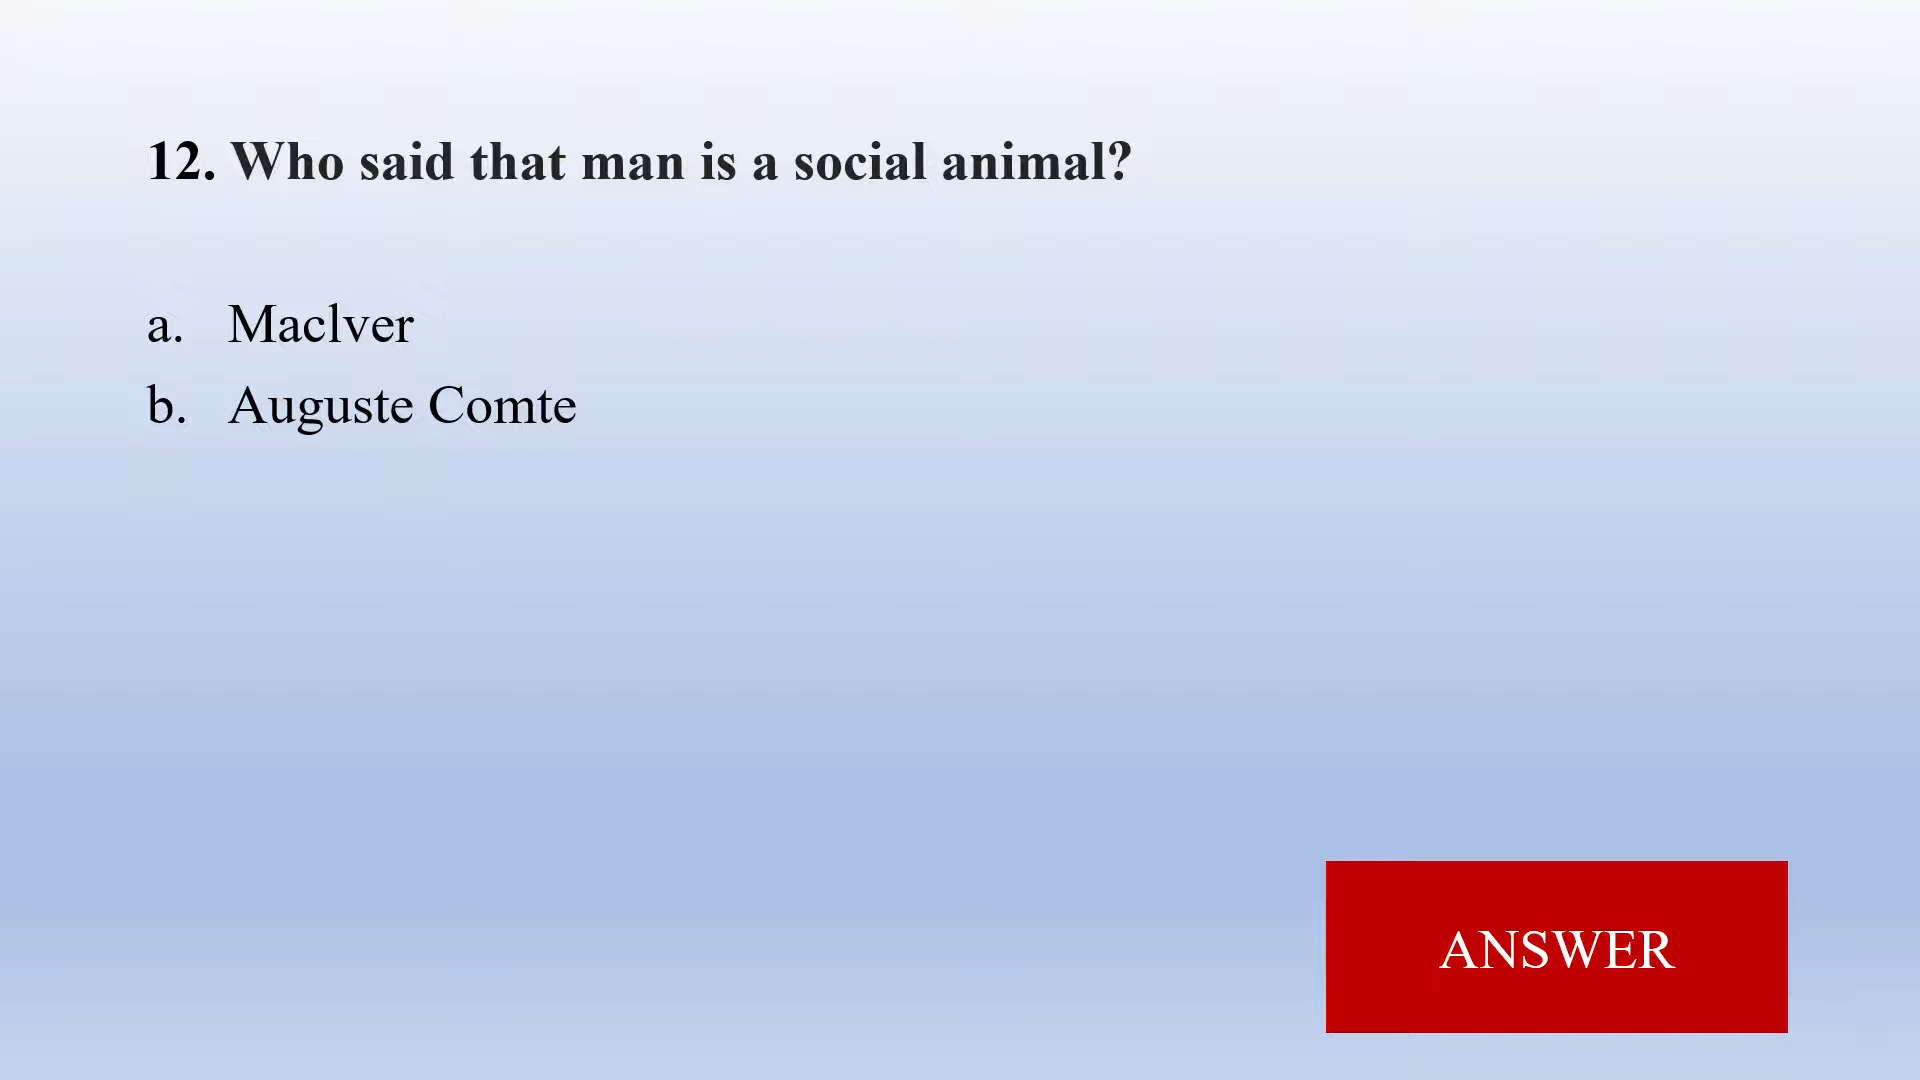 12. Who said that man is a social animal?
a. Maclver
b. Auguste Comte
ANSWER